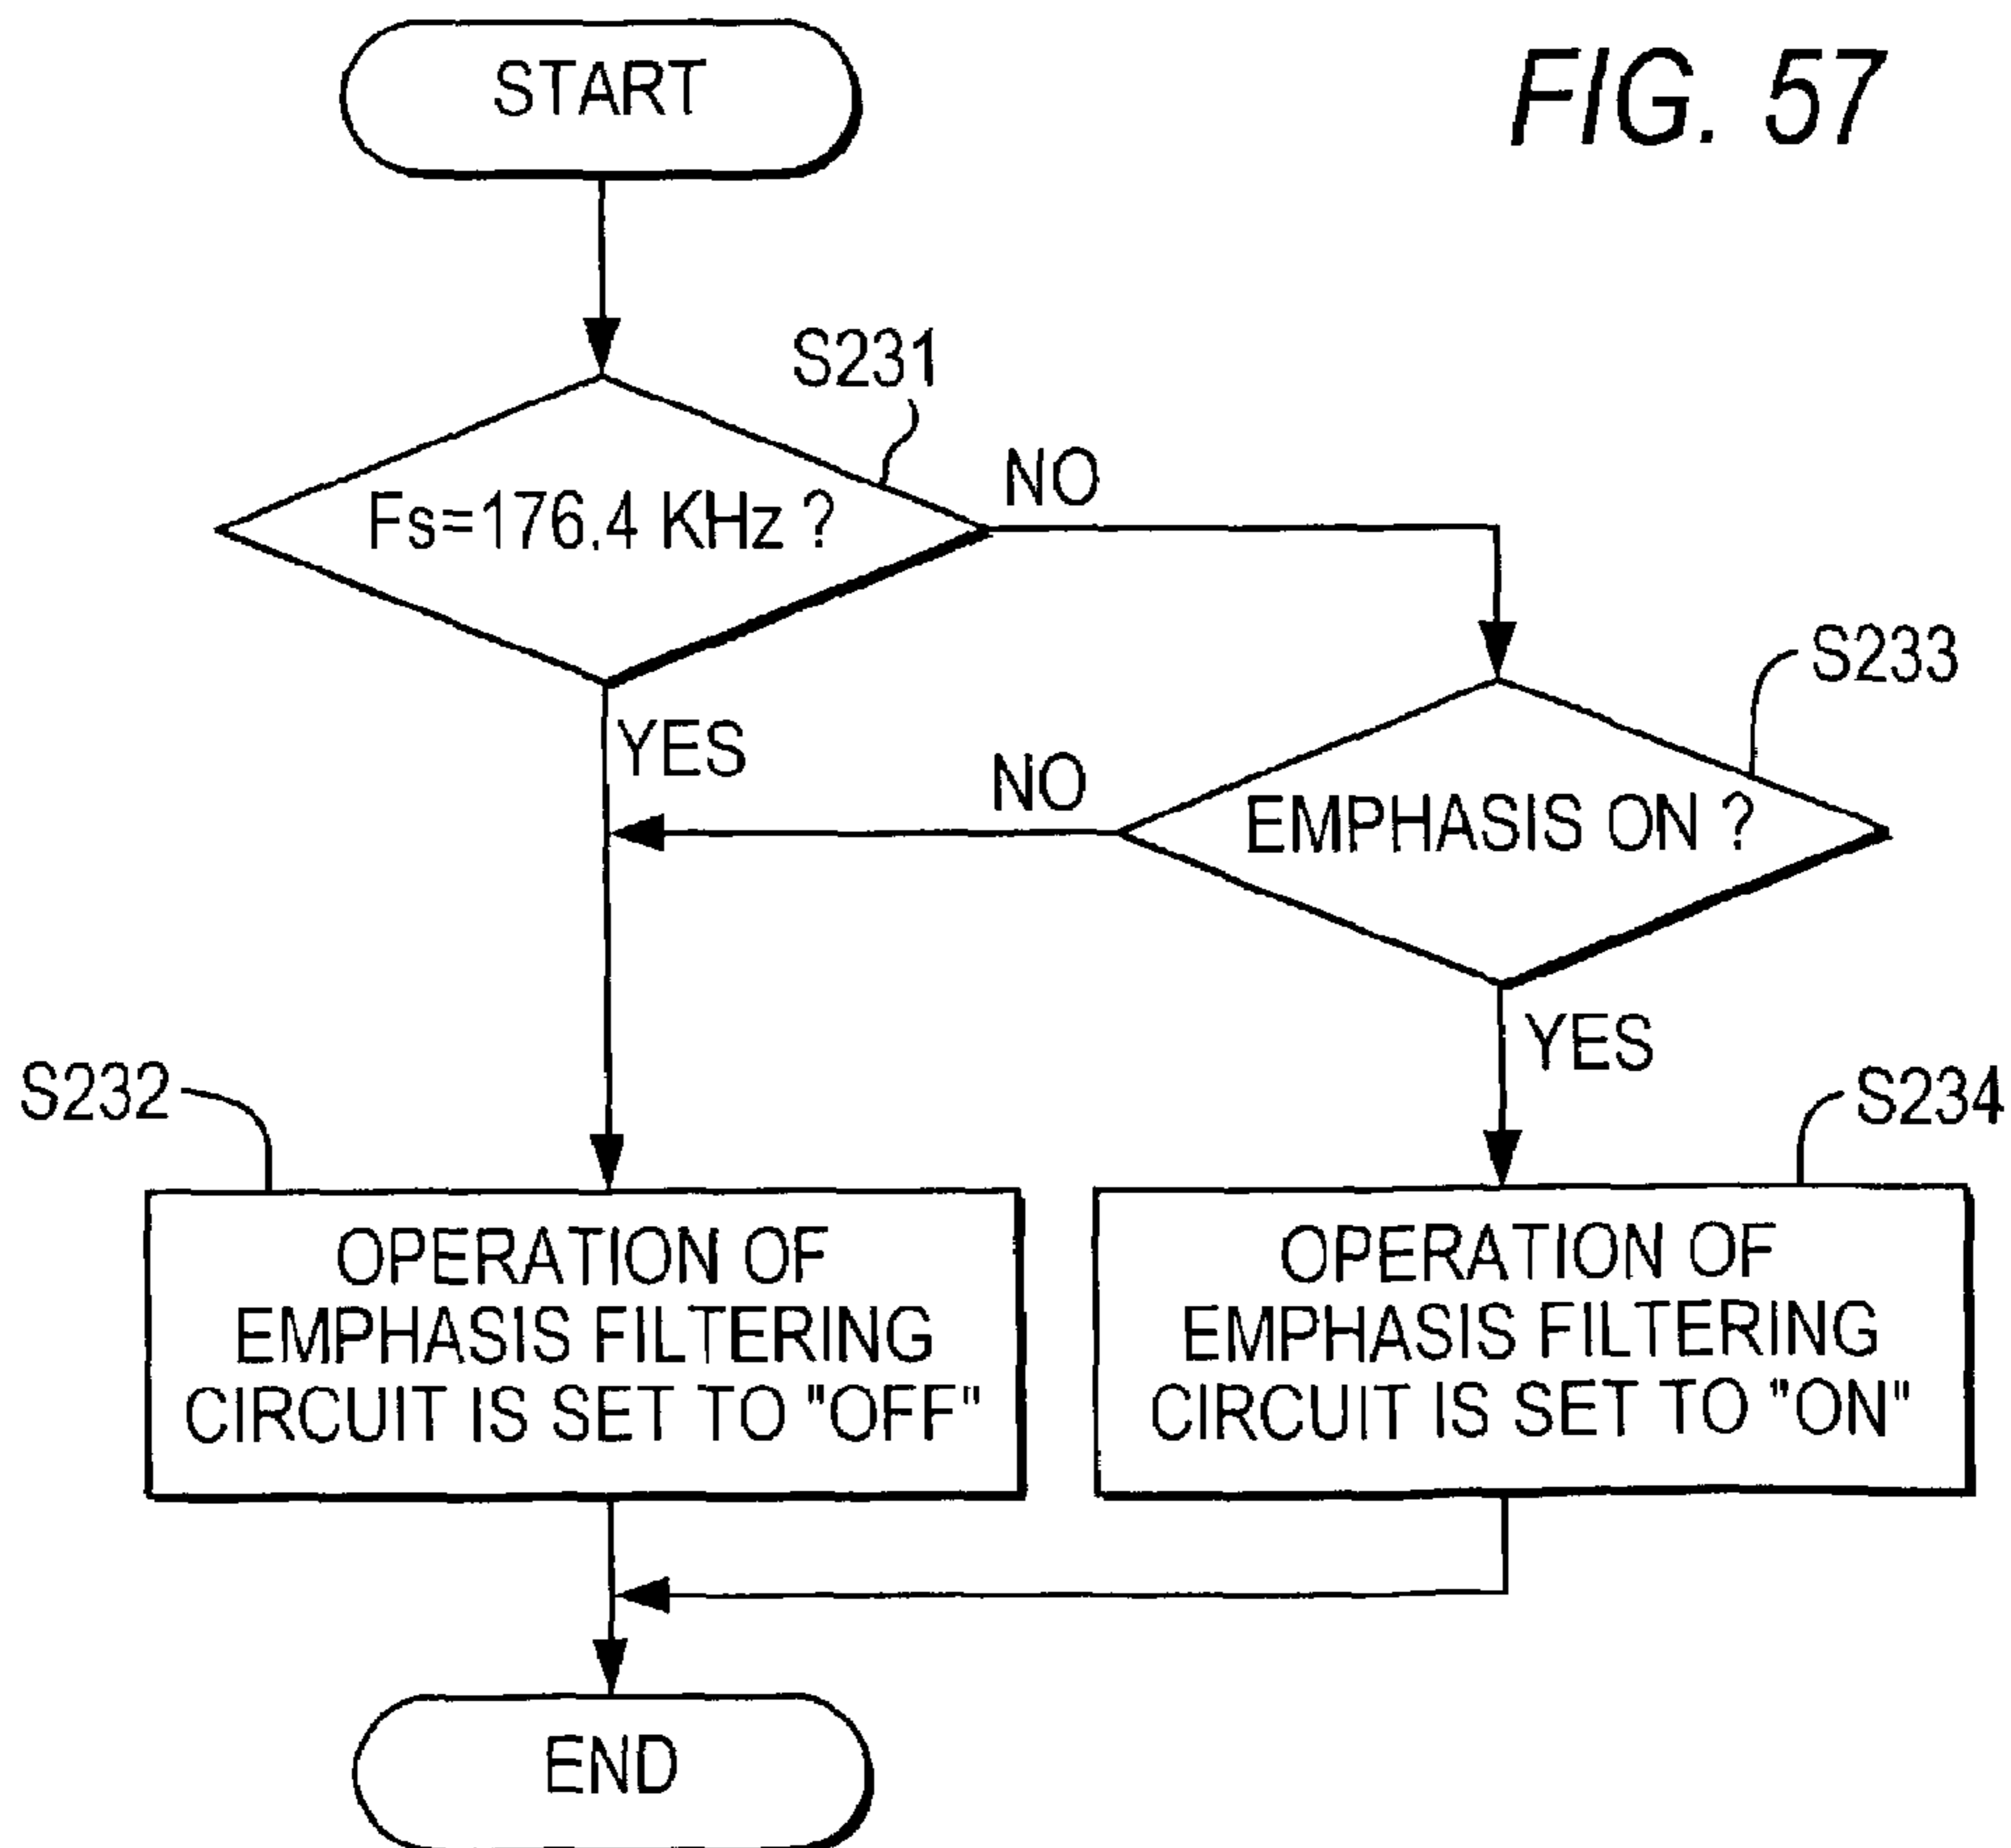 FIG. 57
START
S231
Fs=176.4 KHz ?
NO
S233
YES
NO
EMPHASIS ON ?
YES
S232
S234
OPERATION OF
EMPHASIS FILTERING
CIRCUIT IS SET TO "OFF"
OPERATION OF
EMPHASIS FILTERING
CIRCUIT IS SET TO "ON"
END